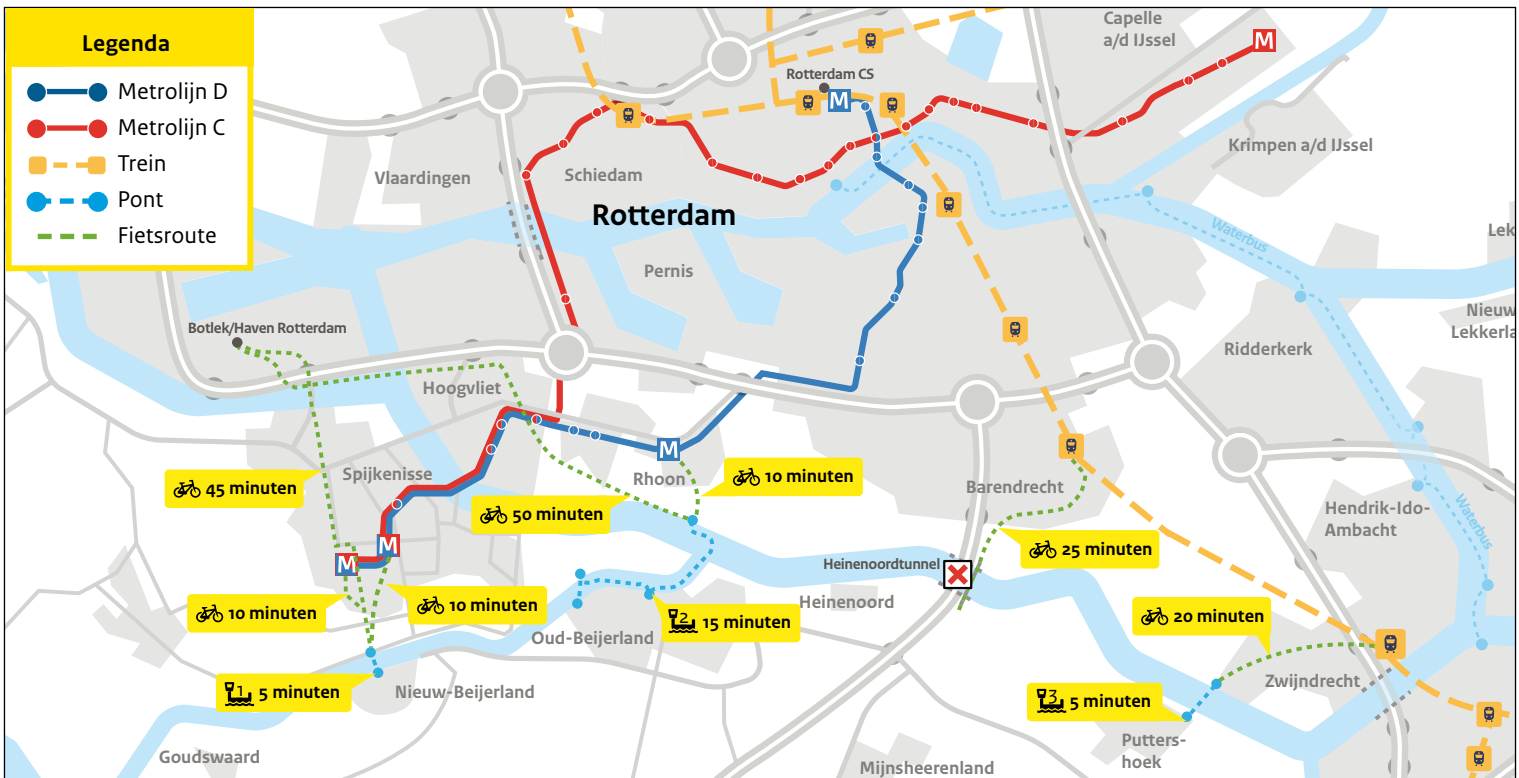 Legenda
Metrolijn D
Metrolijn C
Trein
Pont
Fietsroute
Capelle
a/d IJssel
M
Rotterdam CS
M
Krimpen a/d IJssel
Vlaardingen
Schiedam
Rotterdam
Waterbus
Lek
Pernis
Nieuw
Lekkerla
Botlek/Haven Rotterdam
Ridderkerk
Hoogvliet
M
Spijkenisse
Rhoon
10 minuten
45 minuten
50 minuten
Barendrecht
Hendrik-Ido-
Ambacht
Waterbus
M
M
25 minuten
Heinenoordtunnel
10 minuten
10 minuten
Heinenoord
2 15 minuten
20 minuten
Oud-Beijerland
1 5 minuten
Nieuw-Beijerland
Zwijndrecht
3 5 minuten
Putters-
hoek
Goudswaard
Mijnsheerenland